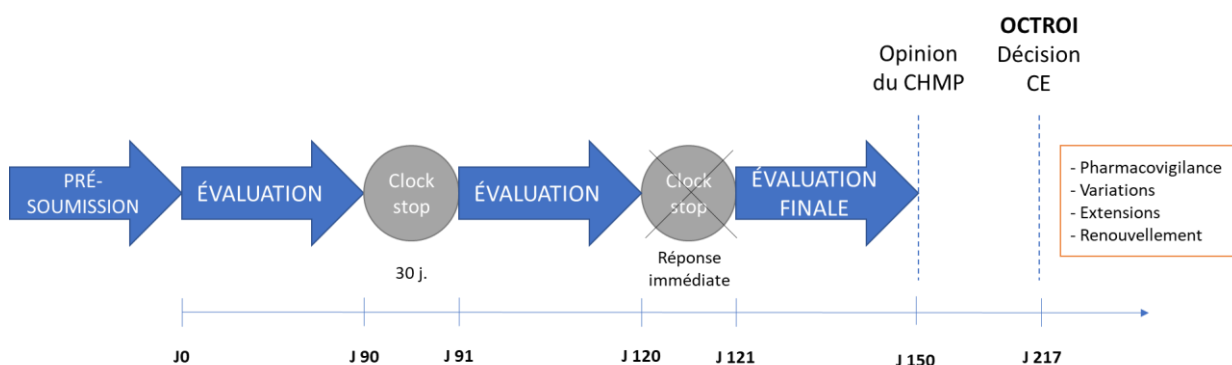 OCTROI
Opinion
du CHMP
Décision
CE
PRÉ-
SOUMISSION
ÉVALUATION
Clock
stop
ÉVALUATION
Clock
stop
ÉVALUATION
FINALE
- Pharmacovigilance
- Variations
- Extensions
- Renouvellement
30 j.
Réponse
immédiate
J0
J 90
J 91
J 120
J 121
J 150
J 217